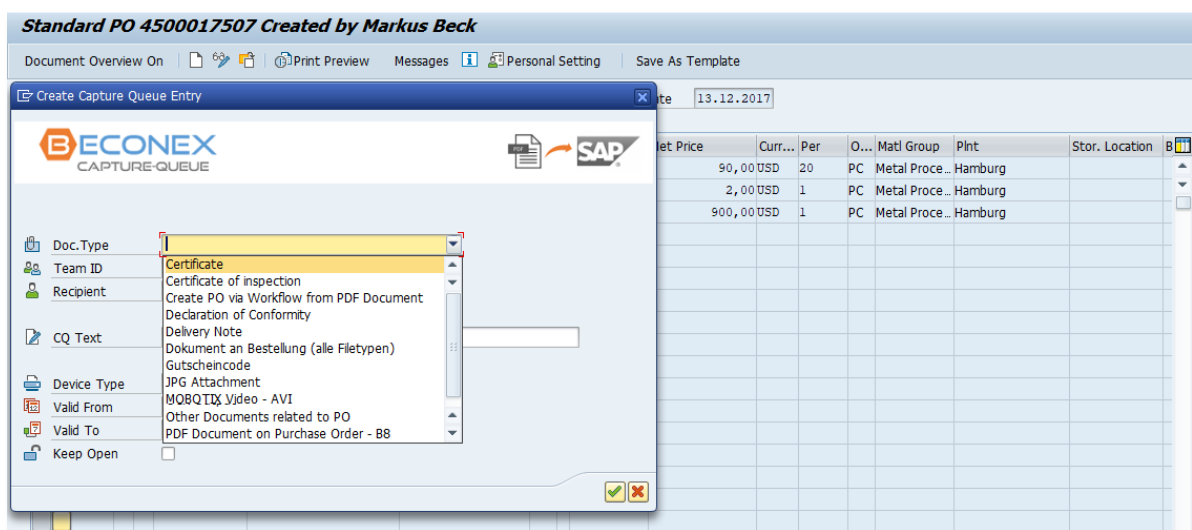 Standard PO 4500017507 Created by Markus Beck
Document Overview On Print Preview Messages Personal Setting Save As Template
Create Capture Queue Entry
13.12.2017
BECONEX
CAPTURE-QUEUE
PDF SAP
Net Price Curr... Per O... Matl Group Plnt Stor. Location B
90,00 USD 20 PC Metal Proce... Hamburg
2,00 USD 1 PC Metal Proce... Hamburg
900,00 USD 1 PC Metal Proce... Hamburg
Doc.Type
Team ID
Recipient
CQ Text
Device Type
Valid From
Valid To
Keep Open
Certificate
Certificate of inspection
Create PO via Workflow from PDF Document
Declaration of Conformity
Delivery Note
Dokument an Bestellung (alle Filetypen)
Gutscheincode
JPG Attachment
MOBOTIX Video - AVI
Other Documents related to PO
PDF Document on Purchase Order - B8